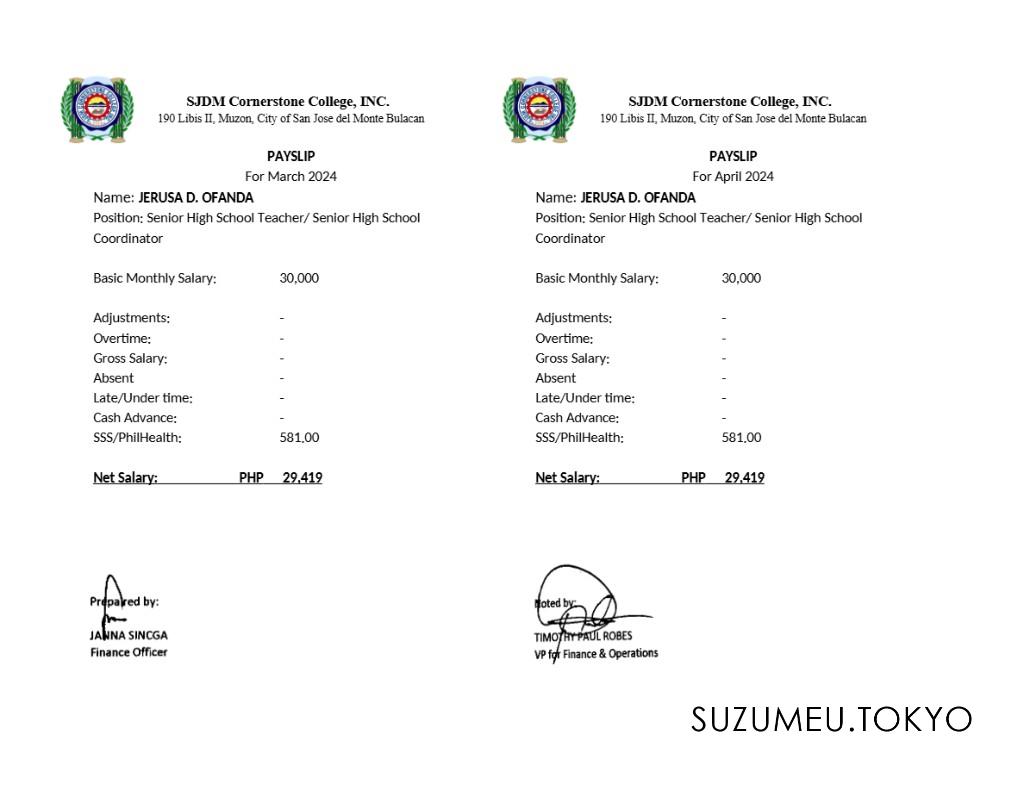 SJDM Cornerstone College, INC.
190 Libis II, Muzon, City of San Jose del Monte Bulacan
PAYSLIP
For March 2024
Name: JERUSA D. OFANDA
Position: Senior High School Teacher/ Senior High School
Coordinator
Basic Monthly Salary: 30,000
Adjustments: -
Overtime: -
Gross Salary: -
Absent -
Late/Under time: -
Cash Advance: -
SSS/PhilHealth: 581.00
Net Salary: PHP 29,419
Prepared by:
JANNA SINCGA
Finance Officer
SJDM Cornerstone College, INC.
190 Libis II, Muzon, City of San Jose del Monte Bulacan
PAYSLIP
For April 2024
Name: JERUSA D. OFANDA
Position: Senior High School Teacher/ Senior High School
Coordinator
Basic Monthly Salary: 30,000
Adjustments: -
Overtime: -
Gross Salary: -
Absent -
Late/Under time: -
Cash Advance: -
SSS/PhilHealth: 581.00
Net Salary: PHP 29,419
Noted by:
TIMOTHY PAUL ROBES
VP for Finance & Operations
SUZUMEU.TOKYO